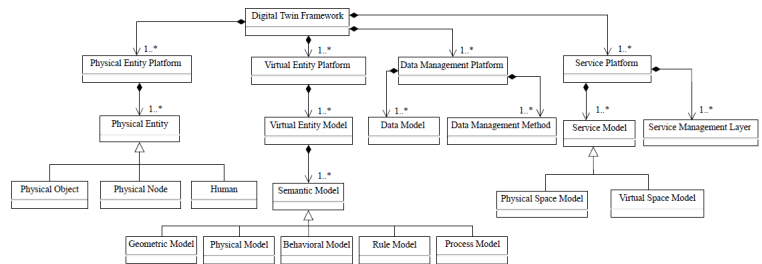 Digital Twin Framework
1..* 1..* 1..* 1..*
Physical Entity Platform Virtual Entity Platform Data Management Platform Service Platform
1..* 1..* 1..* 1..* 1..* 1..*
Physical Entity Virtual Entity Model Data Model Data Management Method Service Model Service Management Layer
1..*
Physical Object Physical Node Human Semantic Model Physical Space Model Virtual Space Model
Geometric Model Physical Model Behavioral Model Rule Model Process Model